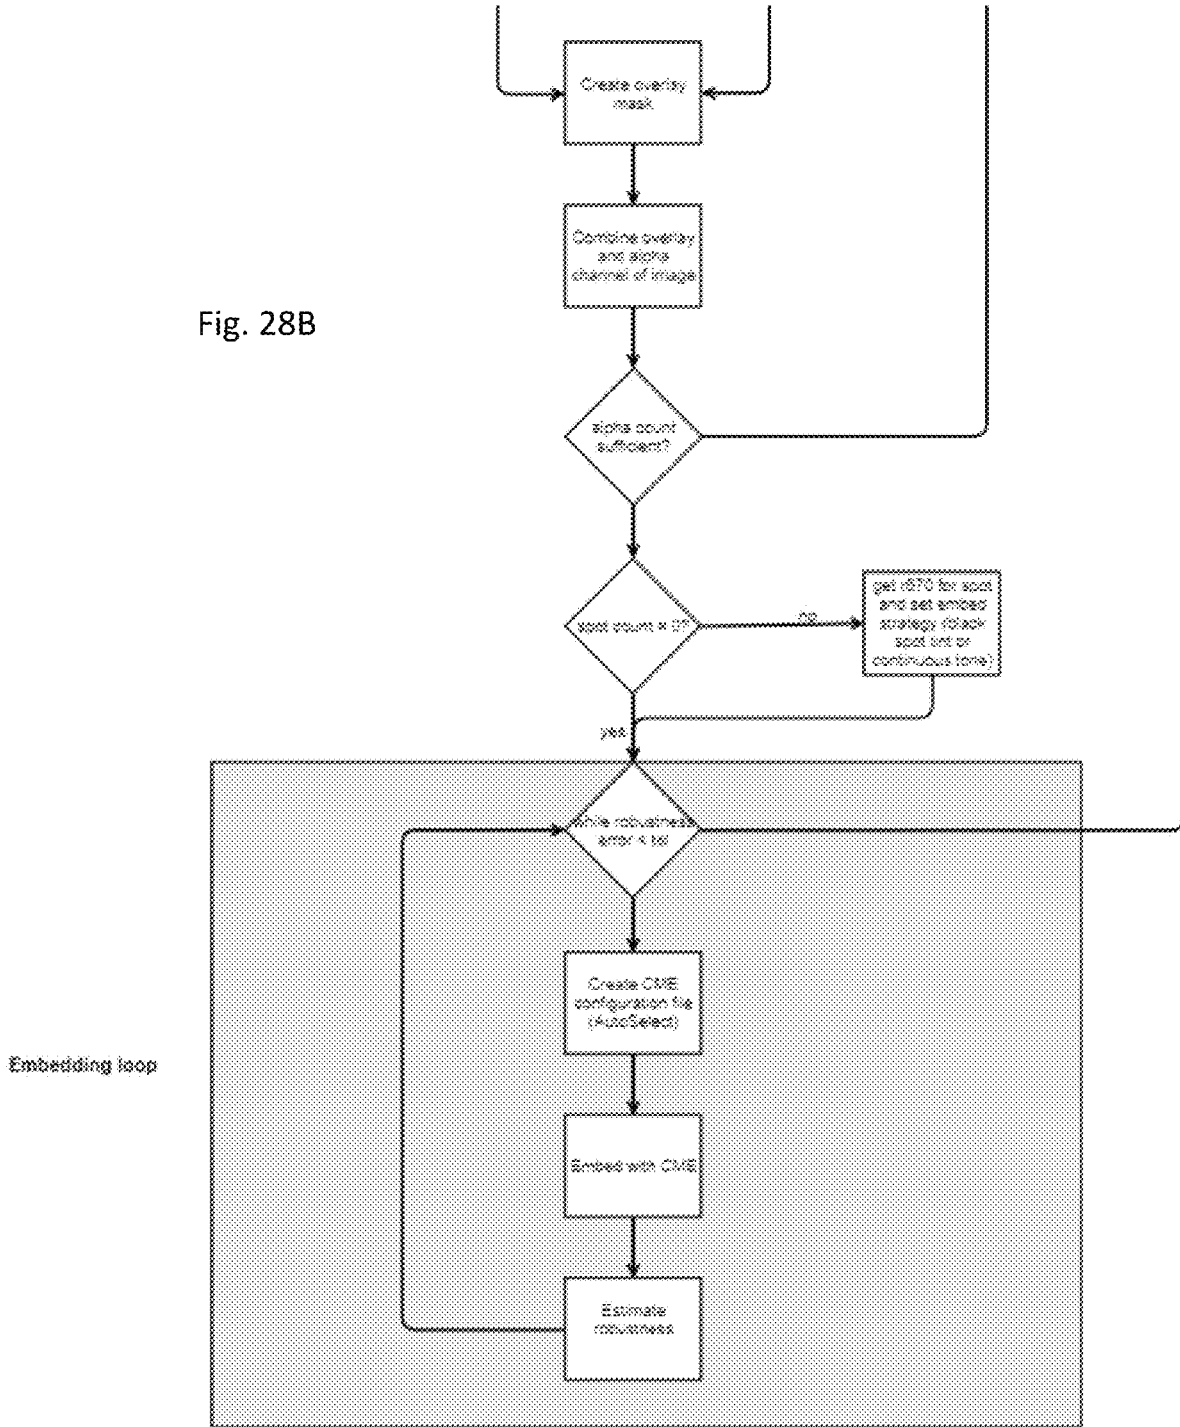 Create overlay
mask
Combine overlay
and alpha
channel of image
Fig. 28B
alpha count
sufficient?
spot count = 0?
no
get r670 for spot
and set embed
strategy (black
spot tint or
continuous tone)
yes
while robustness
error < tol
Create CME
configuration file
(AutoSelect)
Embedding loop
Embed with CME
Estimate
robustness